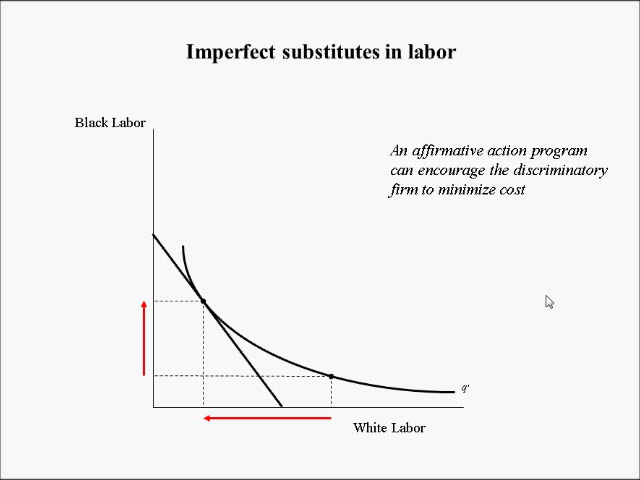 Imperfect substitutes in labor
Black Labor
An affirmative action program
can encourage the discriminatory
firm to minimize cost
q*
White Labor